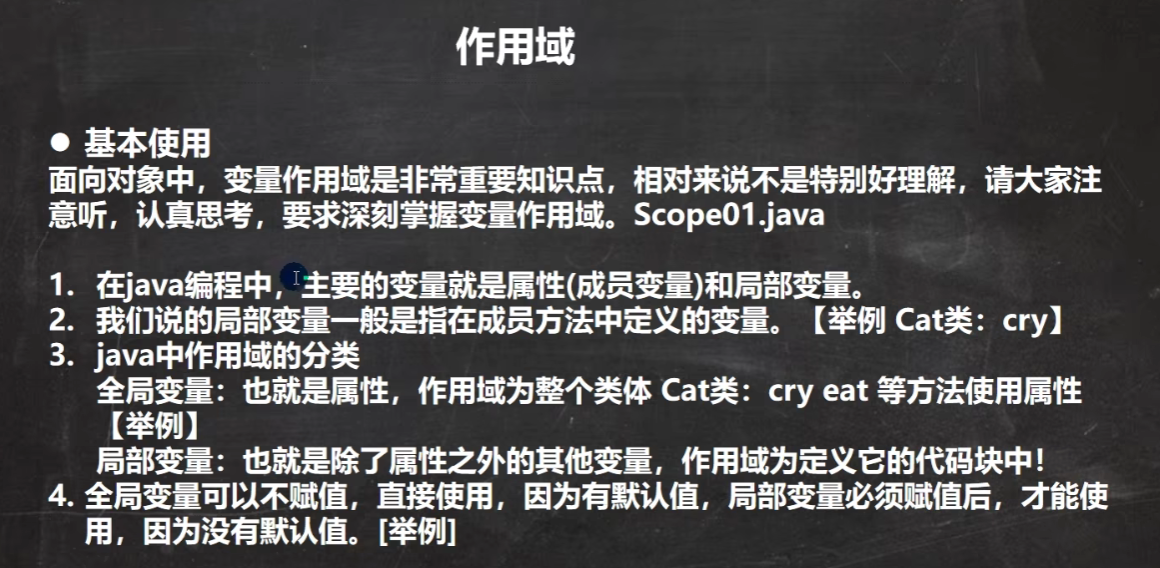 作用域
● 基本使用
面向对象中，变量作用域是非常重要知识点，相对来说不是特别好理解，请大家注
意听，认真思考，要求深刻掌握变量作用域。Scope01.java
1. 在java编程中，主要的变量就是属性(成员变量)和局部变量。
2. 我们说的局部变量一般是指在成员方法中定义的变量。【举例 Cat类：cry】
3. java中作用域的分类
全局变量：也就是属性，作用域为整个类体 Cat类：cry eat 等方法使用属性
【举例】
局部变量：也就是除了属性之外的其他变量，作用域为定义它的代码块中！
4. 全局变量可以不赋值，直接使用，因为有默认值，局部变量必须赋值后，才能使
用，因为没有默认值。[举例]